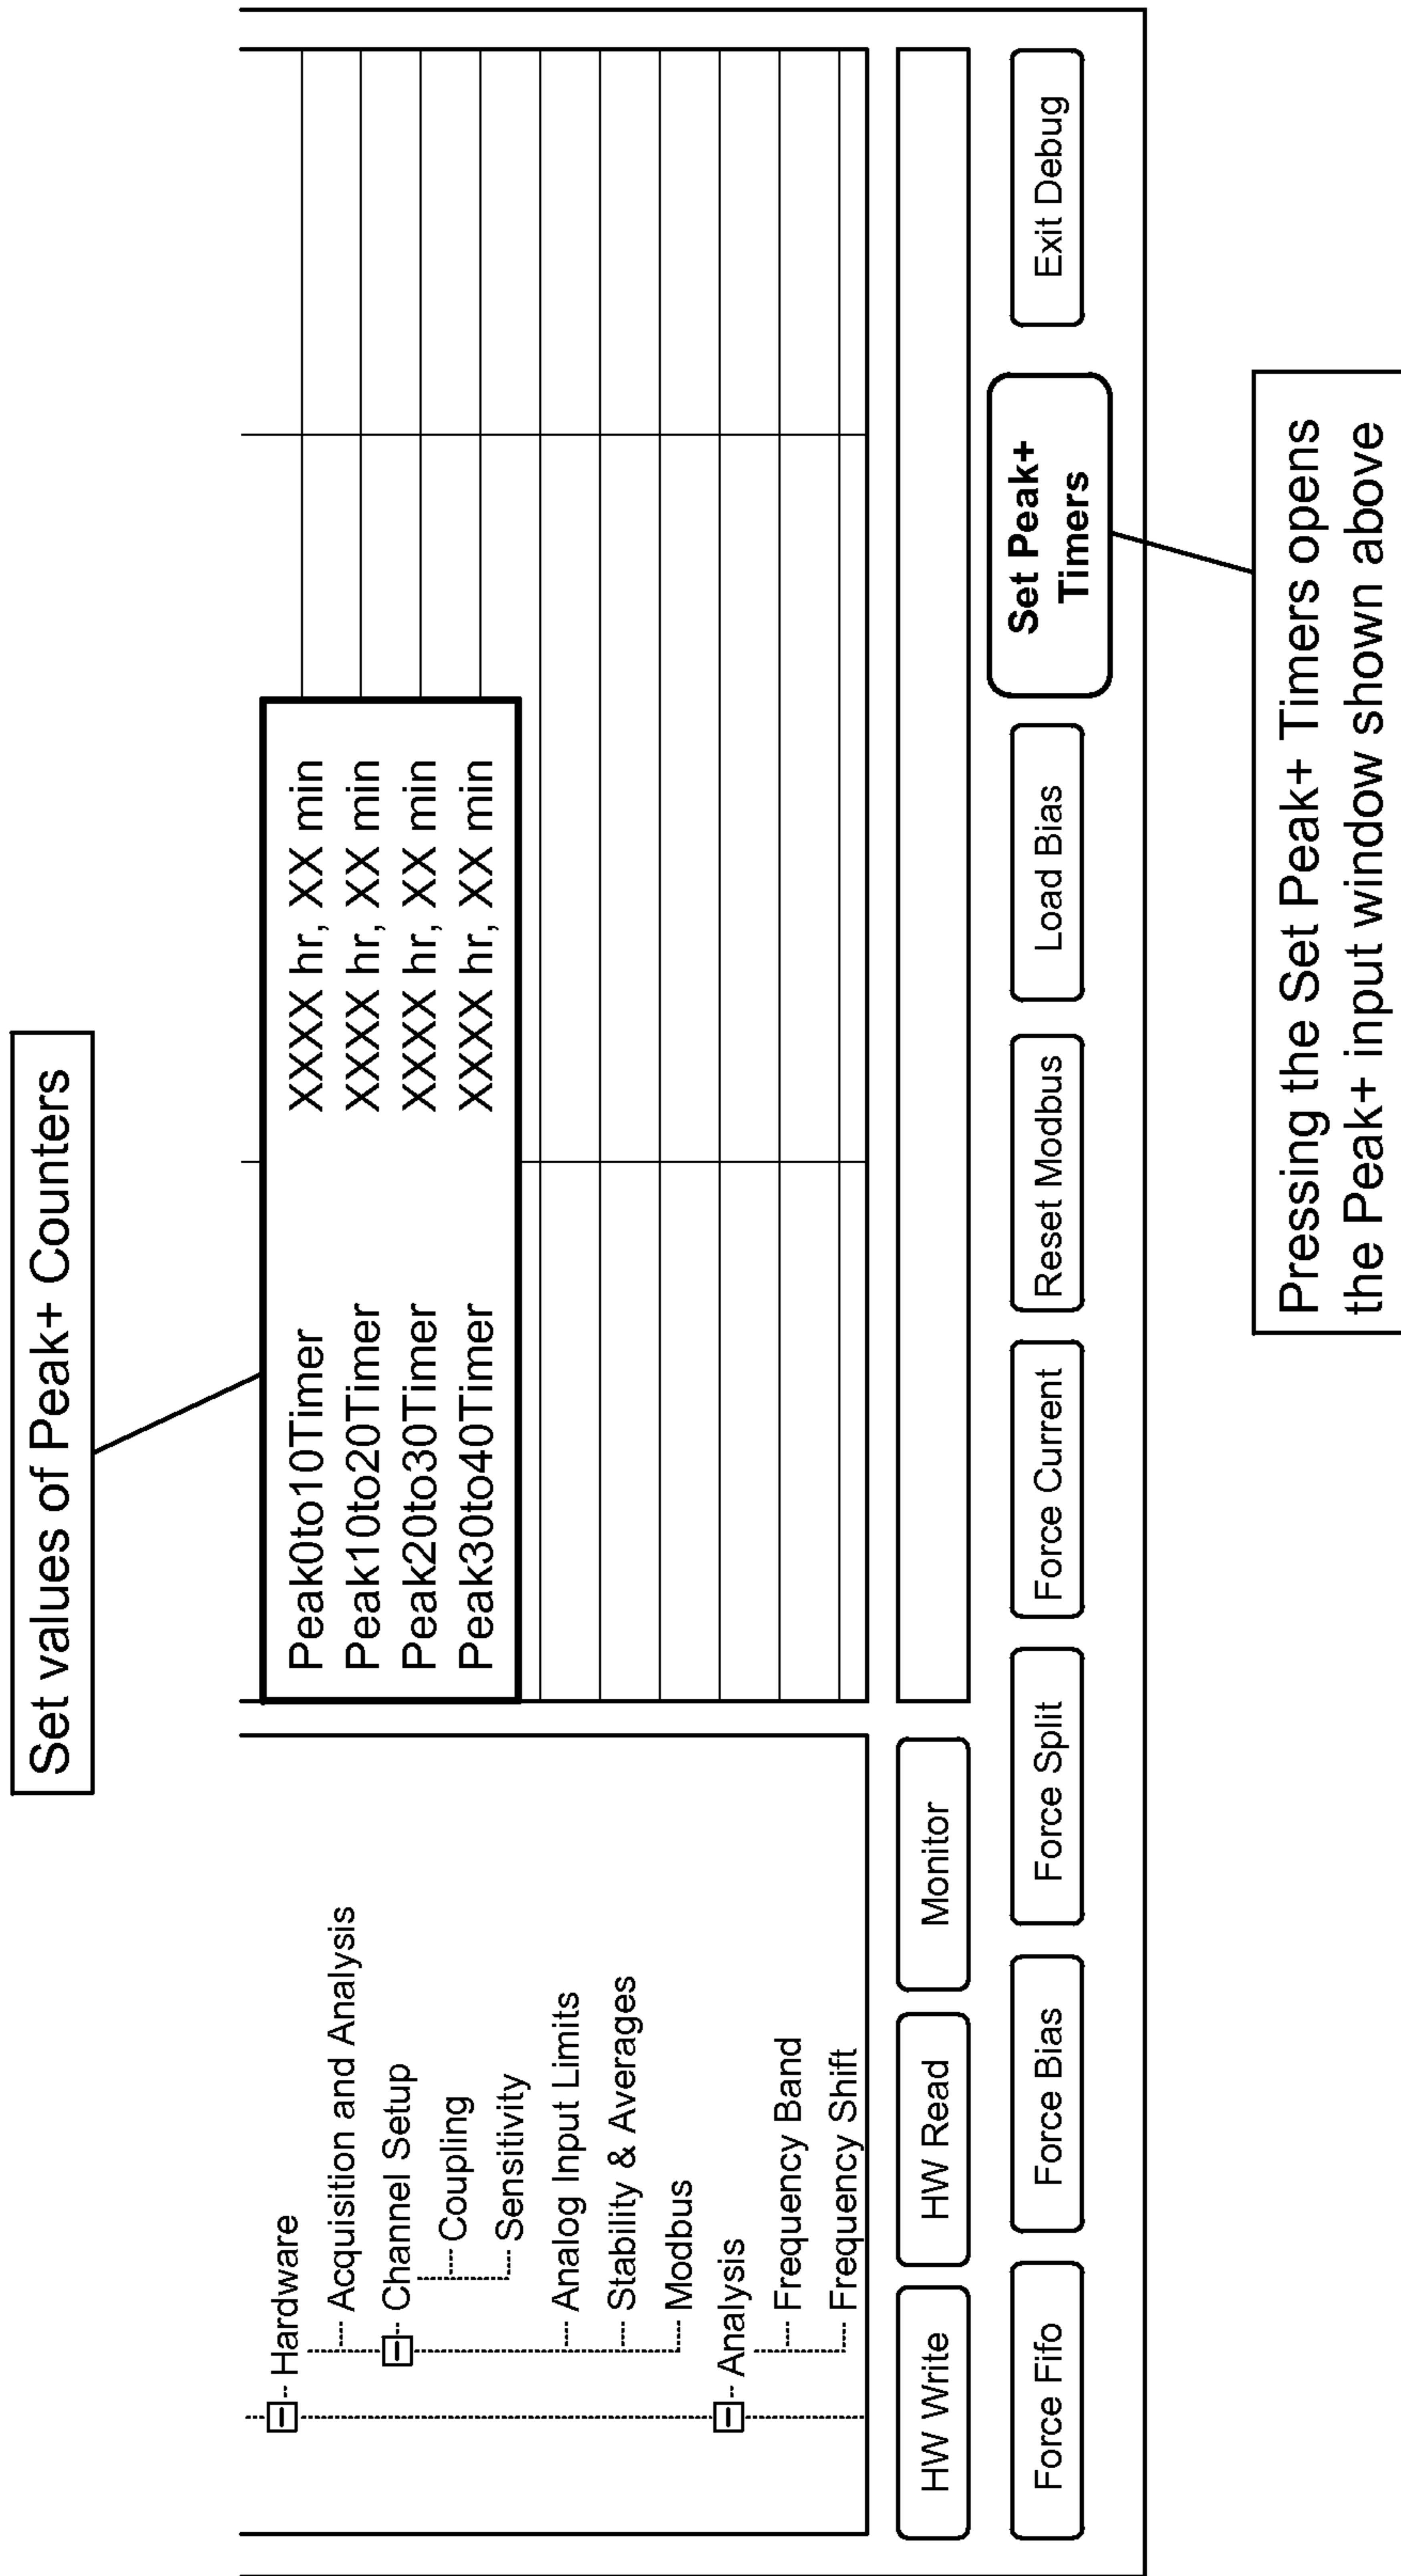 Set values of Peak+ Counters
Hardware
Acquisition and Analysis
Channel Setup
Coupling
Sensitivity
Analog Input Limits
Stability & Averages
Modbus
Analysis
Frequency Band
Frequency Shift
Peak0to10Timer XXXX hr, XX min
Peak10to20Timer XXXX hr, XX min
Peak20to30Timer XXXX hr, XX min
Peak30to40Timer XXXX hr, XX min
HW Write HW Read Monitor
Force Fifo Force Bias Force Split Force Current Reset Modbus Load Bias Set Peak+
Timers Exit Debug
Pressing the Set Peak+ Timers opens
the Peak+ input window shown above